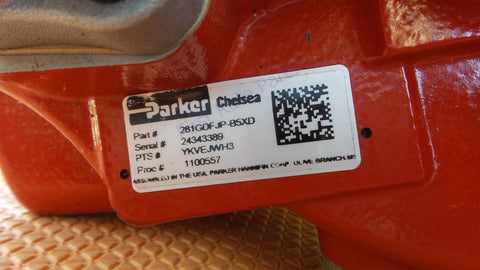 Parker Chelsea
Part # 281GDFJP-B5XD
Serial # 24343389
PTS # YKVEJWH3
Proc # 1100557
ASSEMBLED IN THE USA, PARKER HANNIFIN CORP. OLIVE BRANCH, MS